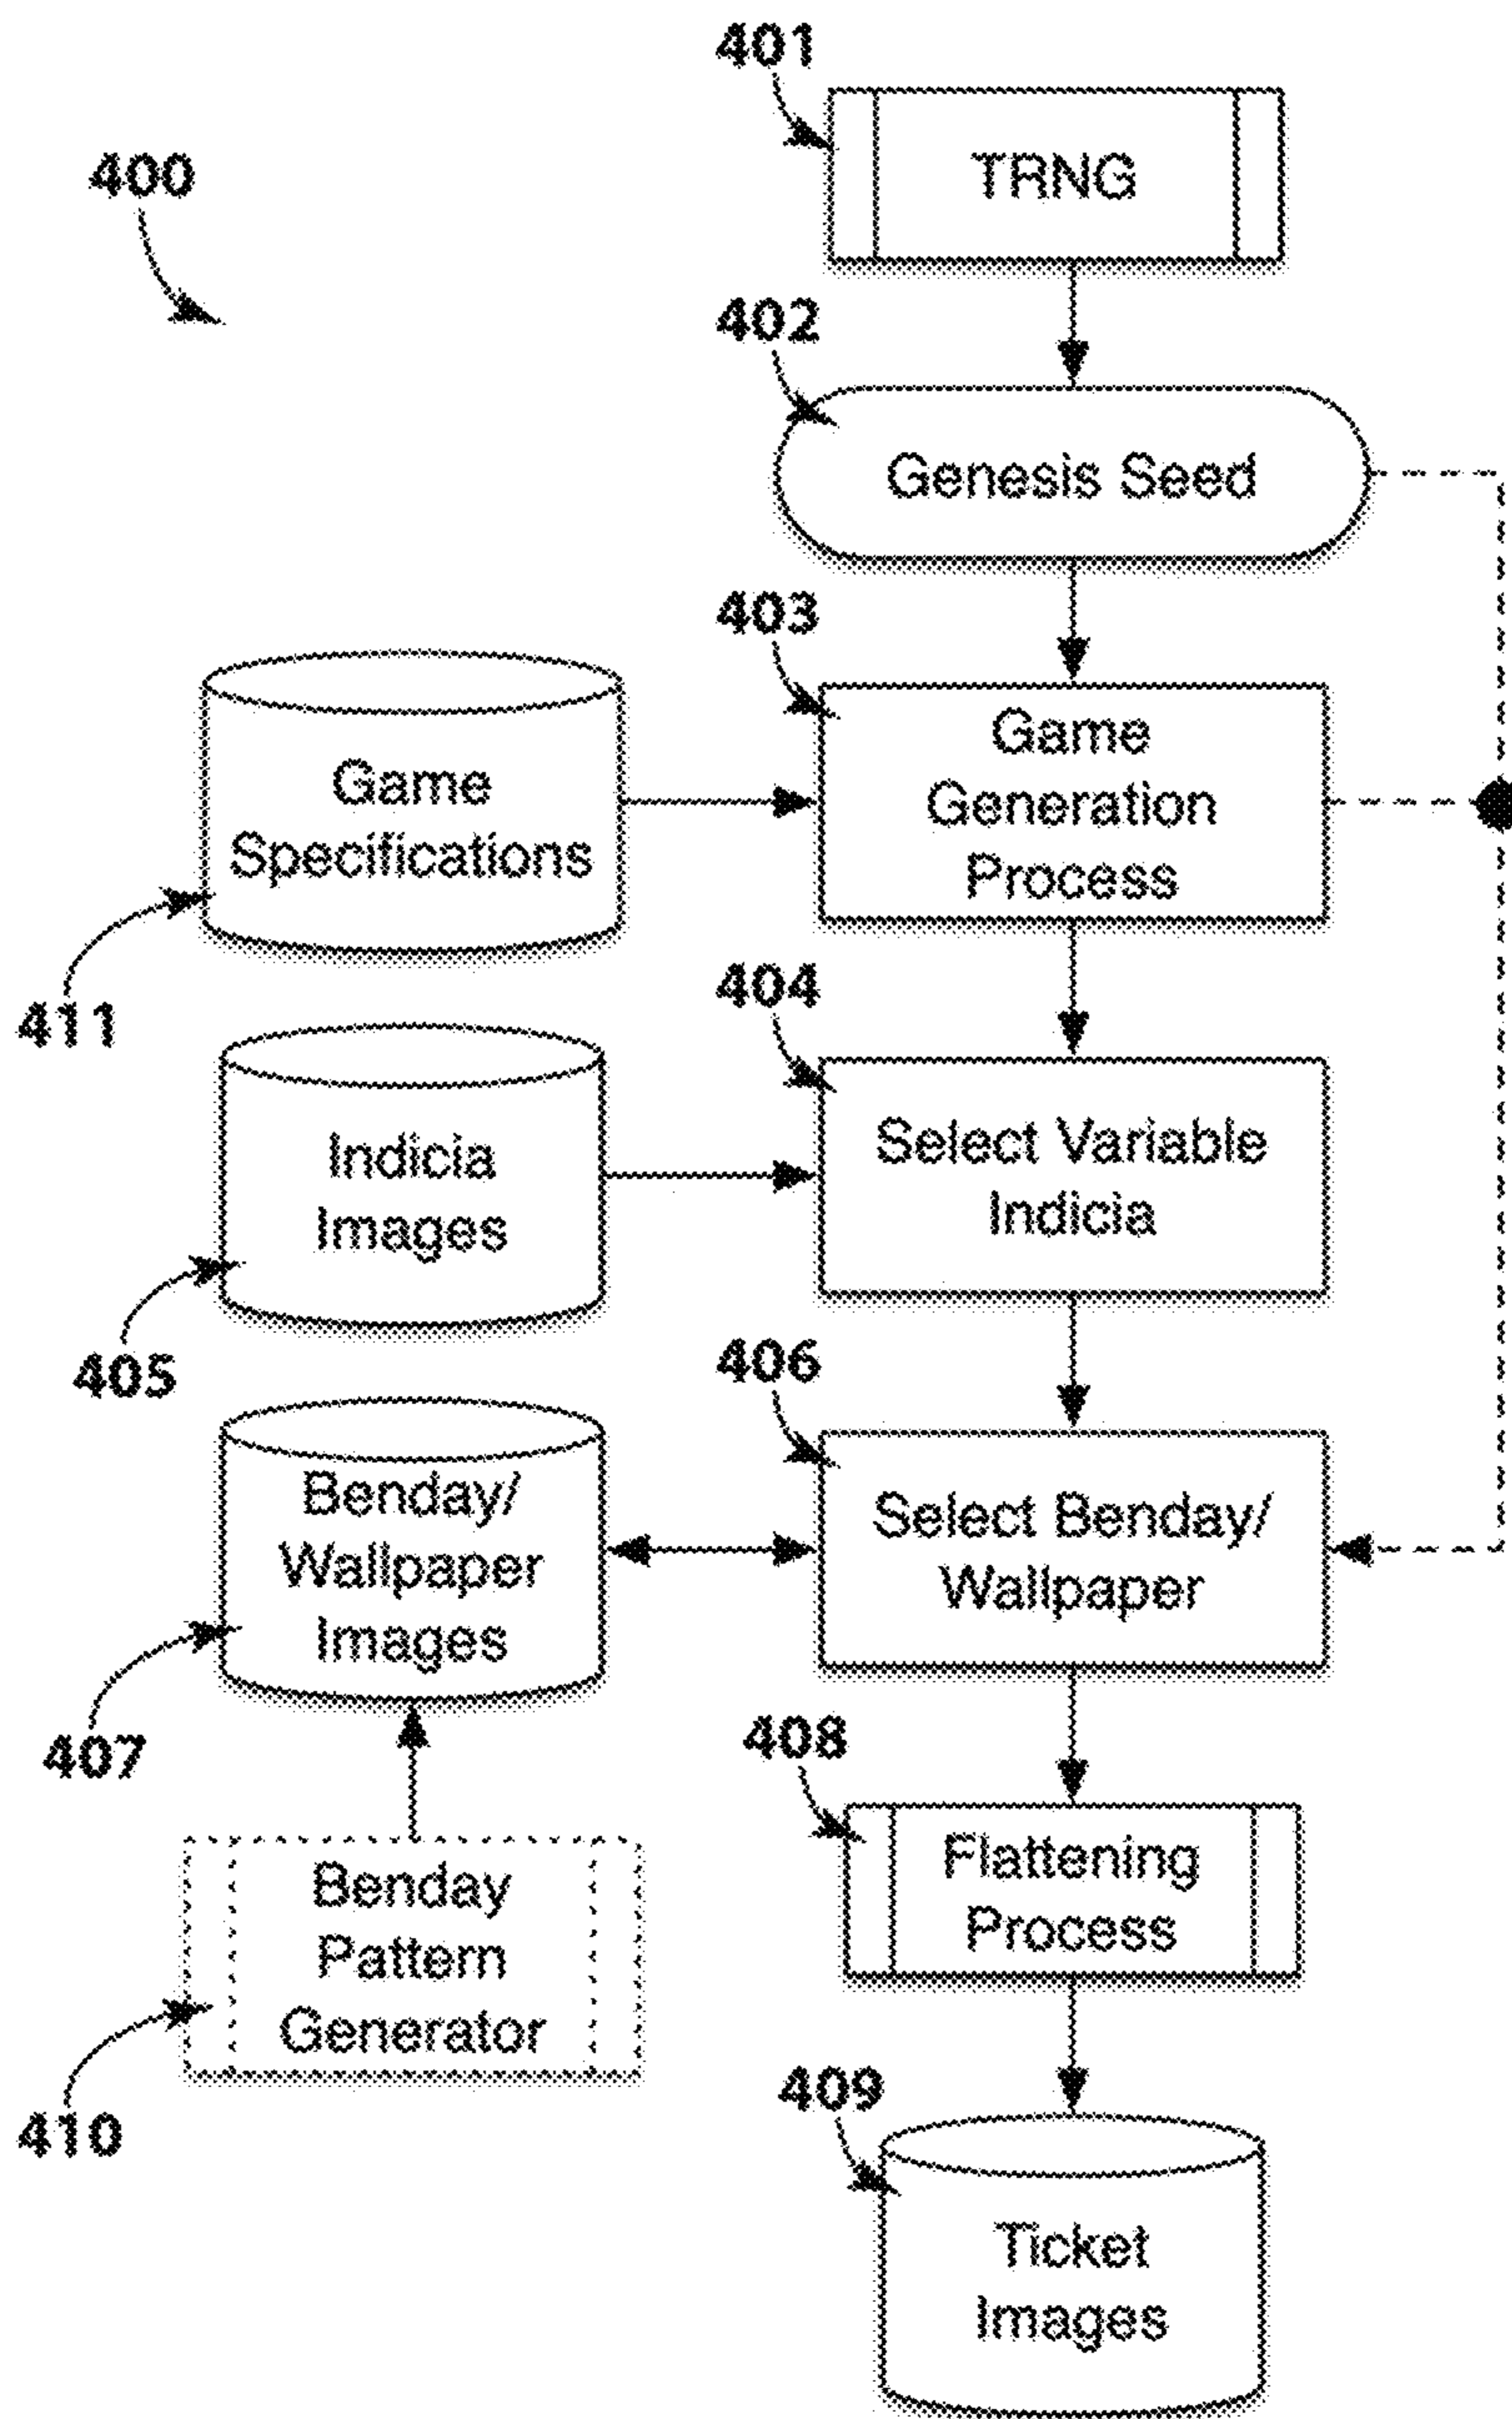 401
TRNG
400
402
Genesis Seed
403
Game
Generation
Process
Game
Specifications
411
404
Select Variable
Indicia
Indicia
Images
405
406
Select Benday/
Wallpaper
Benday/
Wallpaper
Images
407
408
Flattening
Process
Benday
Pattern
Generator
410
409
Ticket
Images